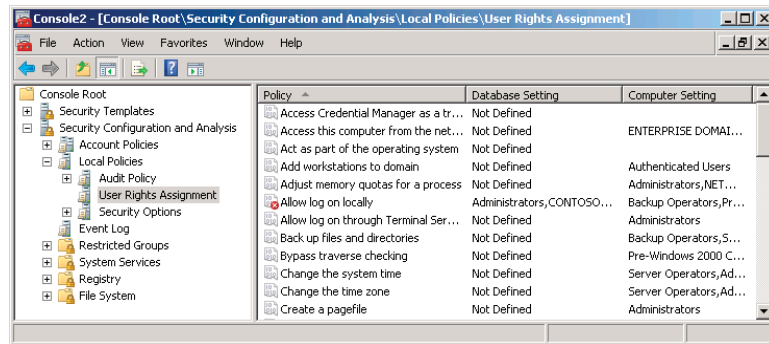 Console2 - [Console Root\Security Configuration and Analysis\Local Policies\User Rights Assignment]
File Action View Favorites Window Help
Console Root
Security Templates
Security Configuration and Analysis
Account Policies
Local Policies
Audit Policy
User Rights Assignment
Security Options
Event Log
Restricted Groups
System Services
Registry
File System
Policy Database Setting Computer Setting
Access Credential Manager as a tr... Not Defined
Access this computer from the net... Not Defined ENTERPRISE DOMAI...
Act as part of the operating system Not Defined
Add workstations to domain Not Defined Authenticated Users
Adjust memory quotas for a process Not Defined Administrators,NET...
Allow log on locally Administrators,CONTOSO... Backup Operators,Pr...
Allow log on through Terminal Ser... Not Defined Administrators
Back up files and directories Not Defined Backup Operators,S...
Bypass traverse checking Not Defined Pre-Windows 2000 C...
Change the system time Not Defined Server Operators,Ad...
Change the time zone Not Defined Server Operators,Ad...
Create a pagefile Not Defined Administrators